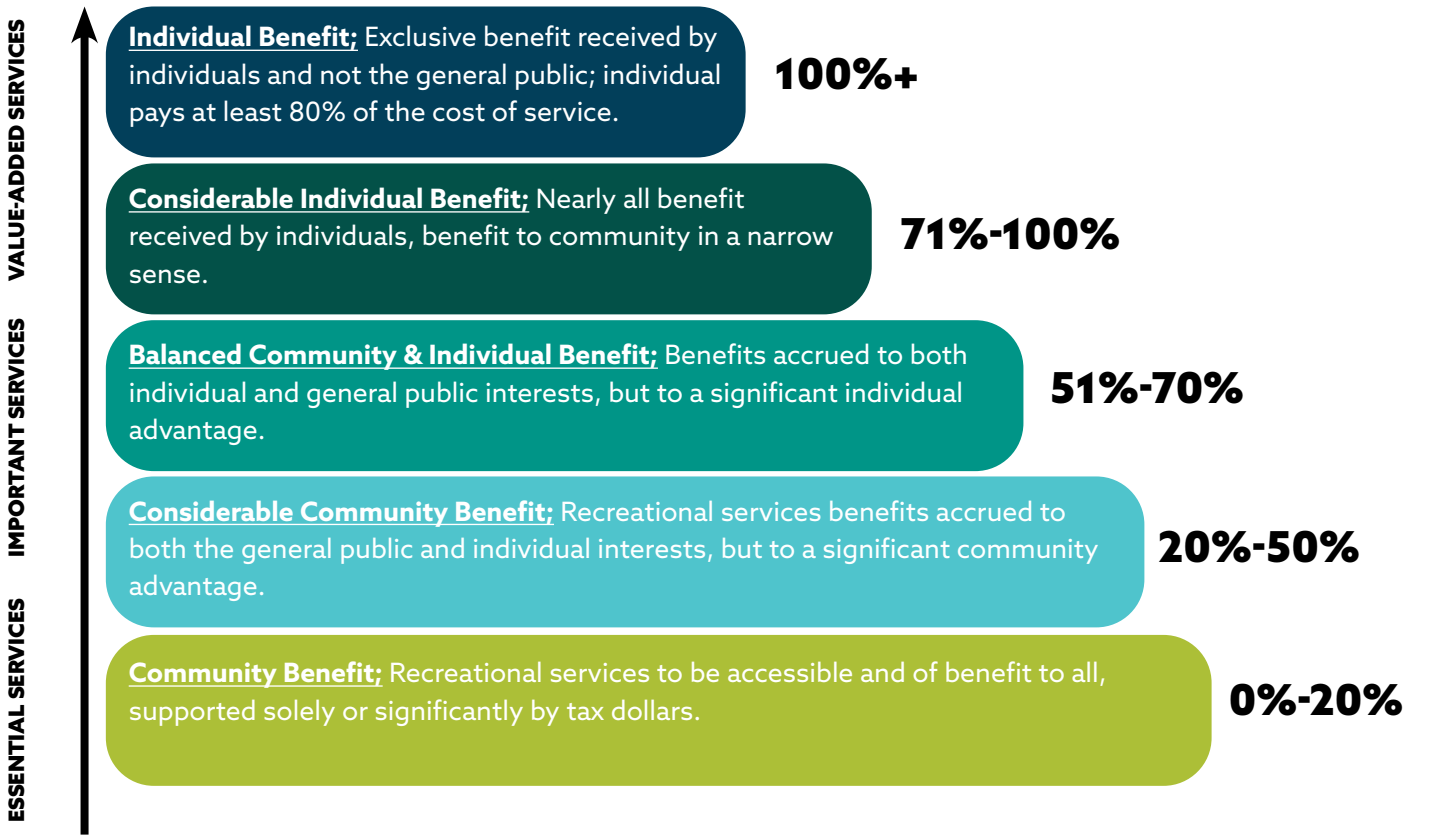 VALUE-ADDED SERVICES
IMPORTANT SERVICES
ESSENTIAL SERVICES
Individual Benefit; Exclusive benefit received by
individuals and not the general public; individual
pays at least 80% of the cost of service.
100%+
Considerable Individual Benefit; Nearly all benefit
received by individuals, benefit to community in a narrow
sense.
71%-100%
Balanced Community & Individual Benefit; Benefits accrued to both
individual and general public interests, but to a significant individual
advantage.
51%-70%
Considerable Community Benefit; Recreational services benefits accrued to
both the general public and individual interests, but to a significant community
advantage.
20%-50%
Community Benefit; Recreational services to be accessible and of benefit to all,
supported solely or significantly by tax dollars.
0%-20%